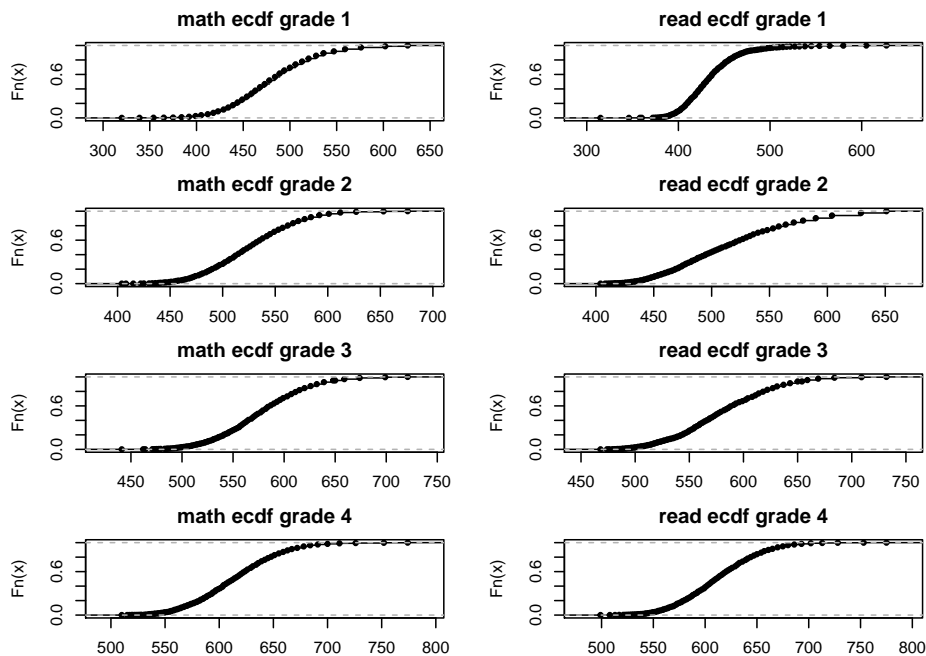 math ecdf grade 1
Fn(x)
0.0 0.6
300 350 400 450 500 550 600 650
read ecdf grade 1
Fn(x)
0.0 0.6
300 400 500 600
math ecdf grade 2
Fn(x)
0.0 0.6
400 450 500 550 600 650 700
read ecdf grade 2
Fn(x)
0.0 0.6
400 450 500 550 600 650
math ecdf grade 3
Fn(x)
0.0 0.6
450 500 550 600 650 700 750
read ecdf grade 3
Fn(x)
0.0 0.6
450 500 550 600 650 700 750
math ecdf grade 4
Fn(x)
0.0 0.6
500 550 600 650 700 750 800
read ecdf grade 4
Fn(x)
0.0 0.6
500 550 600 650 700 750 800